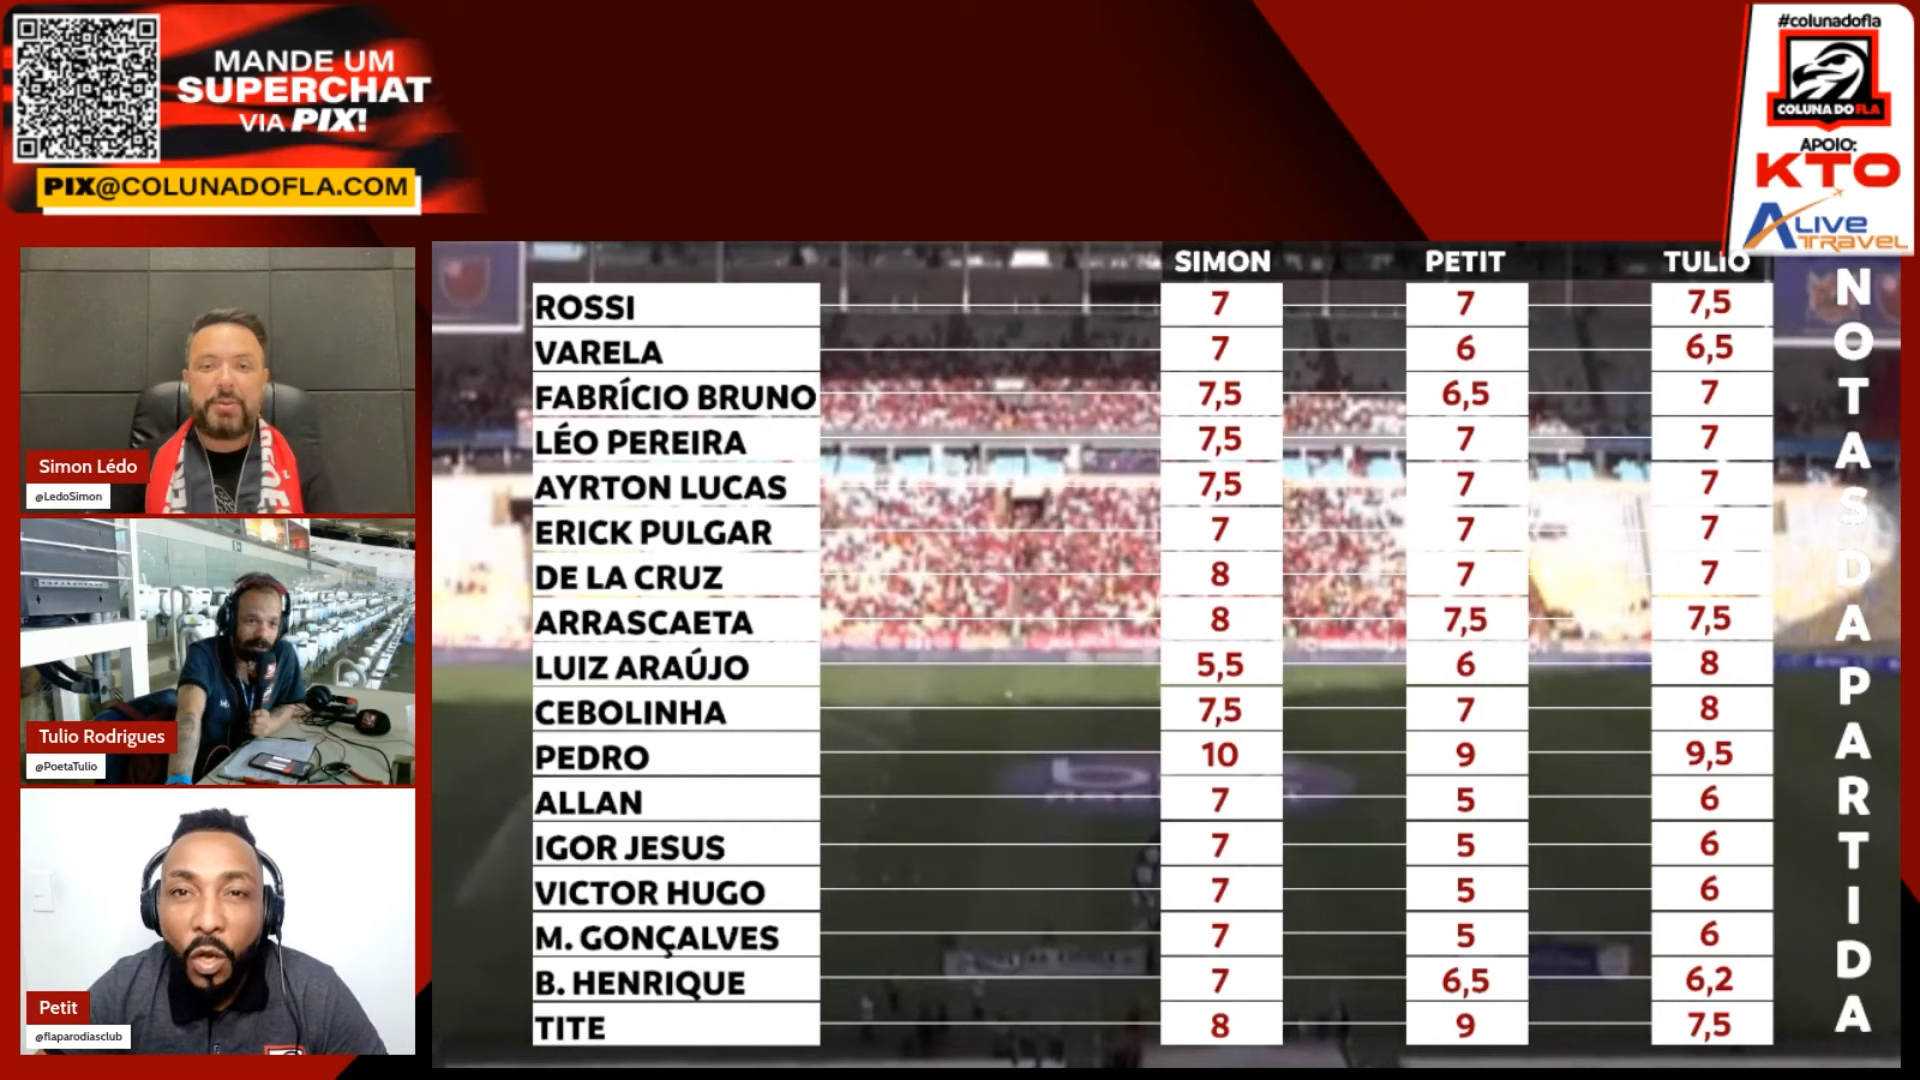 MANDE UM
SUPERCHAT
VIA PIX!
PIX@COLUNADOFLA.COM
#colunadofla
COLUNA DO FLA
APOIO:
KTO
ALIVE
TRAVEL
Simon Lédo
@LedoSimon
Tulio Rodrigues
@PoetaTulio
Petit
@flaparodiasclub
SIMON PETIT TULIO
ROSSI 7 7 7,5
VARELA 7 6 6,5
FABRÍCIO BRUNO 7,5 6,5 7
LÉO PEREIRA 7,5 7 7
AYRTON LUCAS 7,5 7 7
ERICK PULGAR 7 7 7
DE LA CRUZ 8 7 7
ARRASCAETA 8 7,5 7,5
LUIZ ARAÚJO 5,5 6 8
CEBOLINHA 7,5 7 8
PEDRO 10 9 9,5
ALLAN 7 5 6
IGOR JESUS 7 5 6
VICTOR HUGO 7 5 6
M. GONÇALVES 7 5 6
B. HENRIQUE 7 6,5 6,2
TITE 8 9 7,5
NOTAS DA PARTIDA